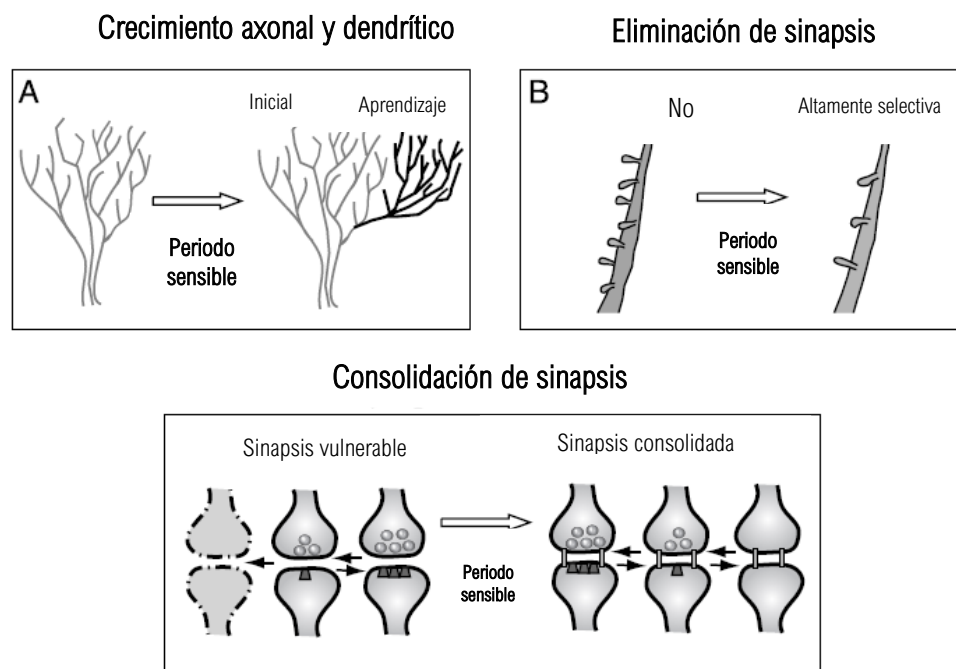 Crecimiento axonal y dendrítico
A
Inicial
Aprendizaje
Periodo
sensible
Eliminación de sinapsis
B
No
Altamente selectiva
Periodo
sensible
Consolidación de sinapsis
Sinapsis vulnerable
Sinapsis consolidada
Periodo
sensible